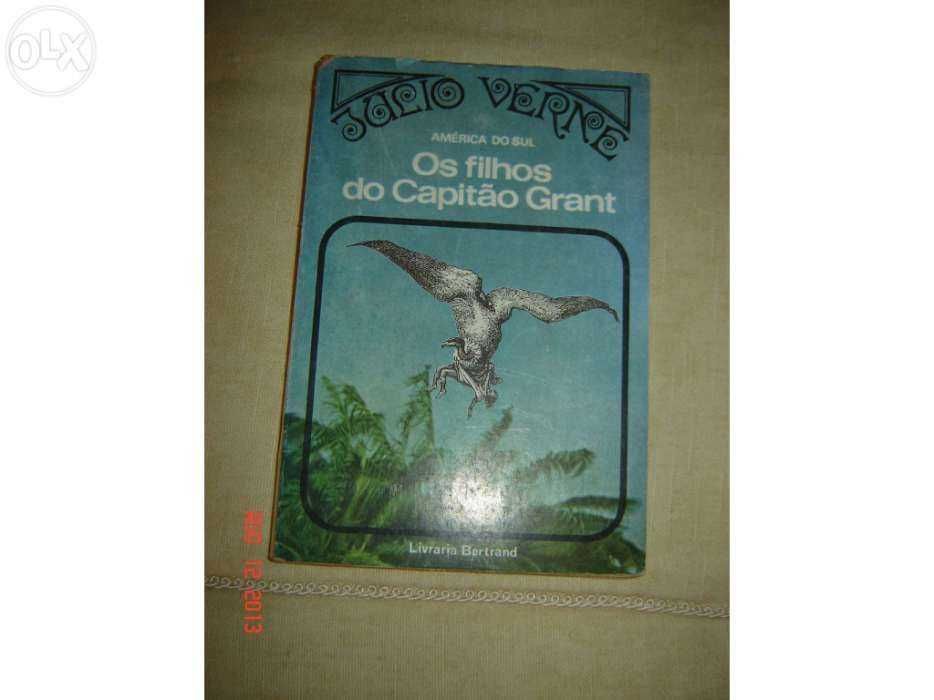 OLX
JÚLIO VERNE
AMÉRICA DO SUL
Os filhos
do Capitão Grant
Livraria Bertrand
12 2013